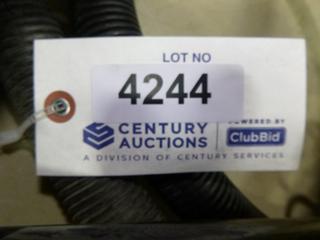 LOT NO
4244
CENTURY AUCTIONS
POWERED BY
ClubBid
A DIVISION OF CENTURY SERVICES